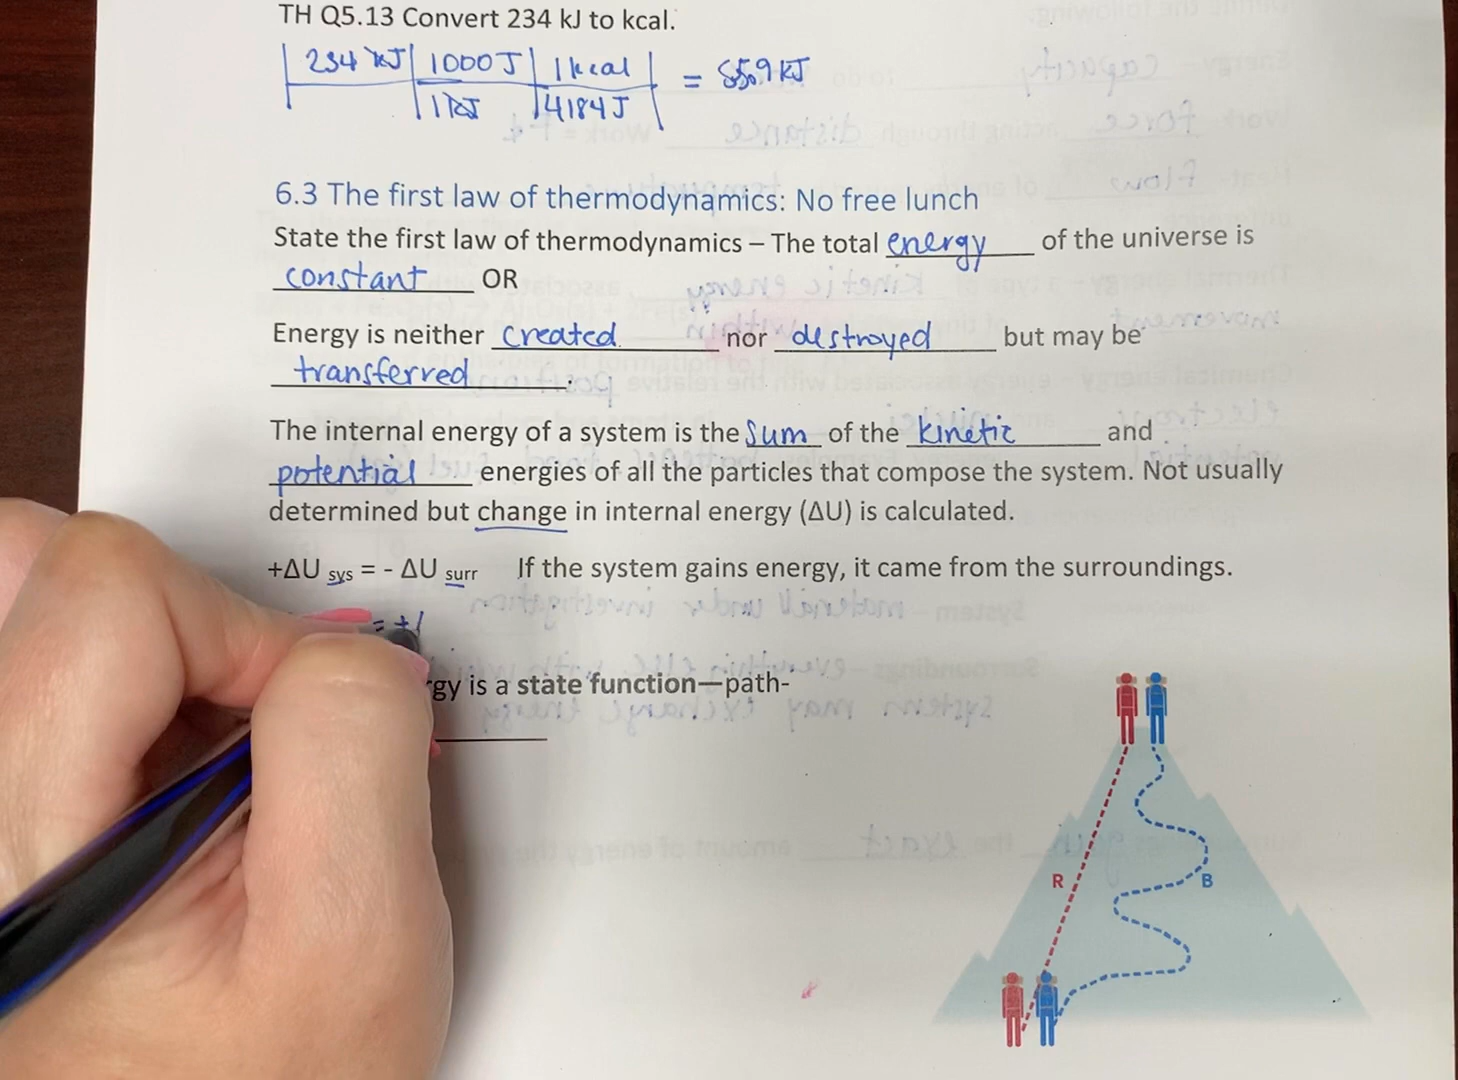 TH Q5.13 Convert 234 kJ to kcal.
234 kJ 1000 J 1 kcal = 55.9 kJ
1 kJ 4184 J
6.3 The first law of thermodynamics: No free lunch
State the first law of thermodynamics – The total energy of the universe is
constant OR
Energy is neither created nor destroyed but may be
transferred.
The internal energy of a system is the sum of the kinetic and
potential energies of all the particles that compose the system. Not usually
determined but change in internal energy (ΔU) is calculated.
+ΔU sys = - ΔU surr If the system gains energy, it came from the surroundings.
= +
is a state function—path-
R
B